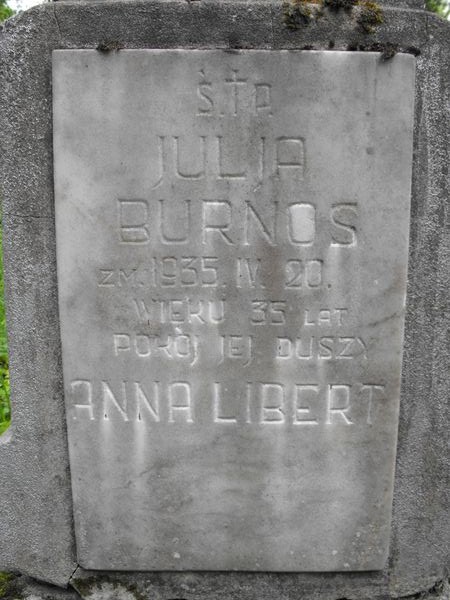 Ś.†P.
JULJA
BURNOS
ZM. 1935. IV. 20.
WIEKU 35 LAT
POKÓJ JEJ DUSZY
ANNA LIBERT